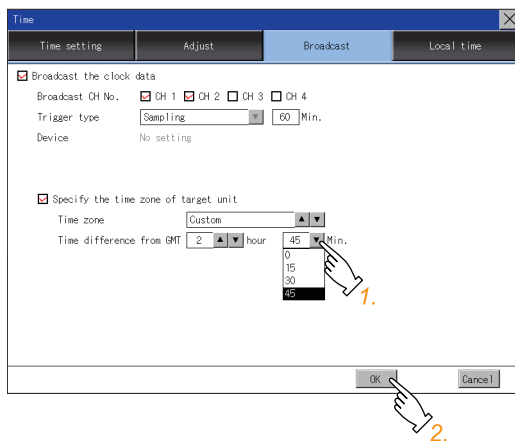 Time
Time setting Adjust Broadcast Local time
Broadcast the clock data
Broadcast CH No. CH 1 CH 2 CH 3 CH 4
Trigger type Sampling 60 Min.
Device No setting
Specify the time zone of target unit
Time zone Custom
Time difference from GMT 2 hour 45 Min.
0
15
30
45
1.
OK Cancel
2.